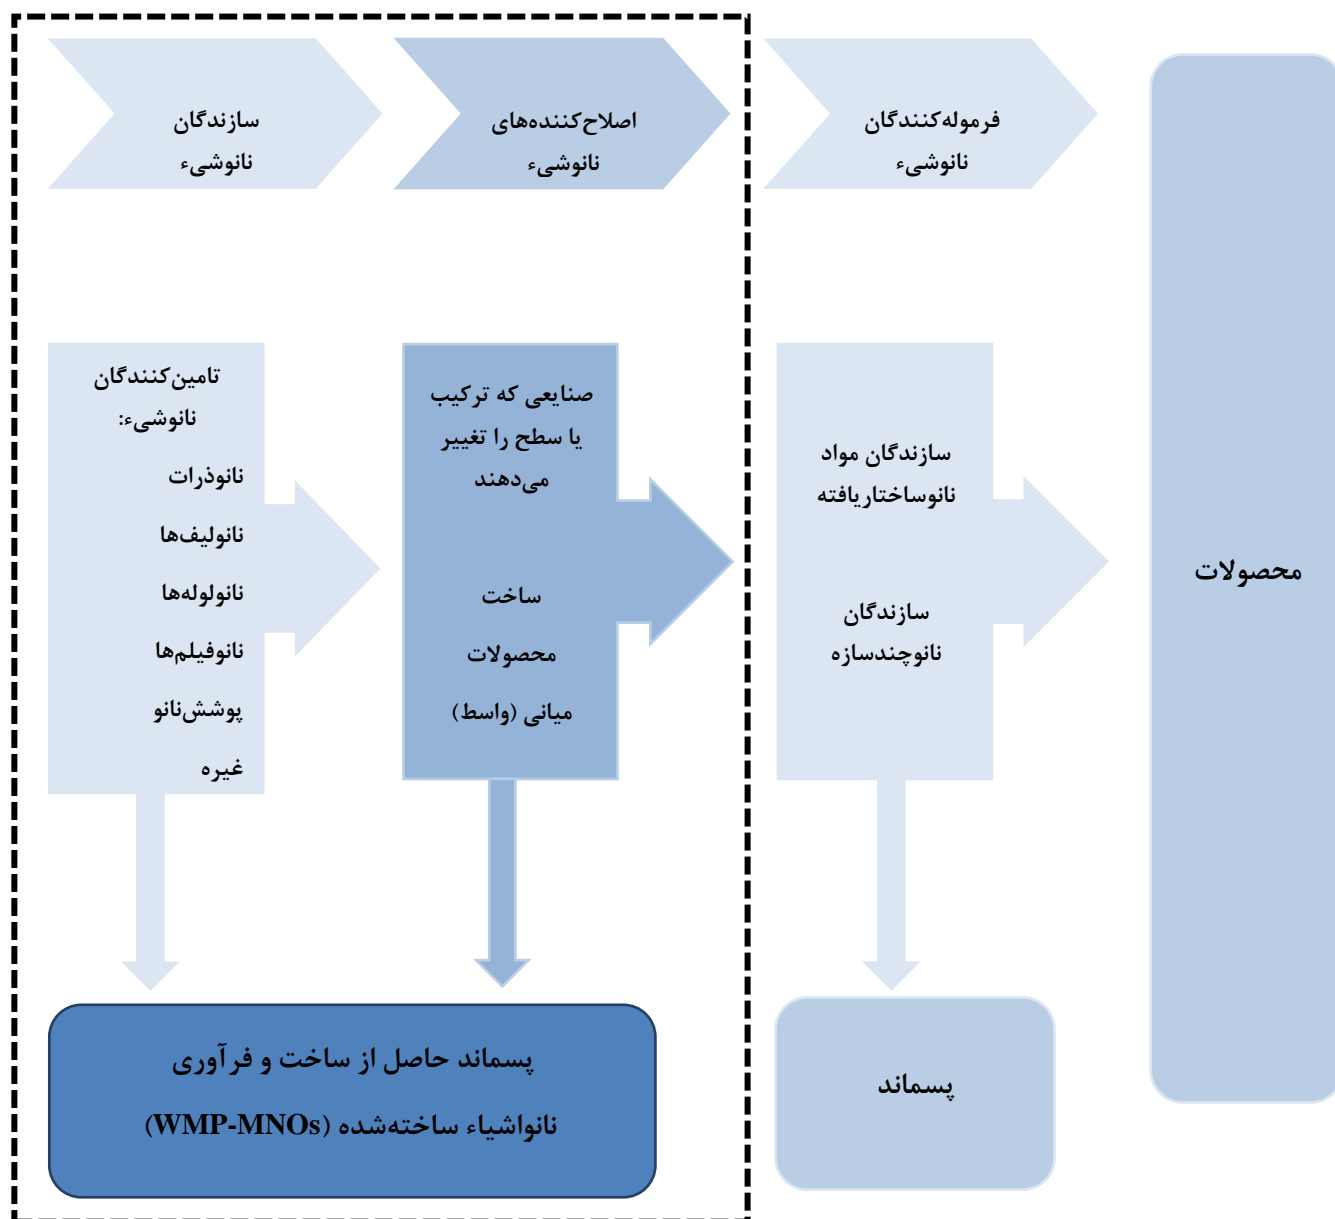 سازندگان
نانوشیء
اصلاح‌کننده‌های
نانوشیء
فرموله‌کنندگان
نانوشیء
تامین‌کنندگان
نانوشیء:
نانوذرات
نانولیف‌ها
نانولوله‌ها
نانوفیلم‌ها
پوشش‌نانو
غیره
صنایعی که ترکیب
یا سطح را تغییر
می‌دهند
ساخت
محصولات
میانی (واسط)
سازندگان مواد
نانوساختاریافته
سازندگان
نانوچندسازه
محصولات
پسماند حاصل از ساخت و فرآوری
نانواشیاء ساخته‌شده (WMP-MNOs)
پسماند